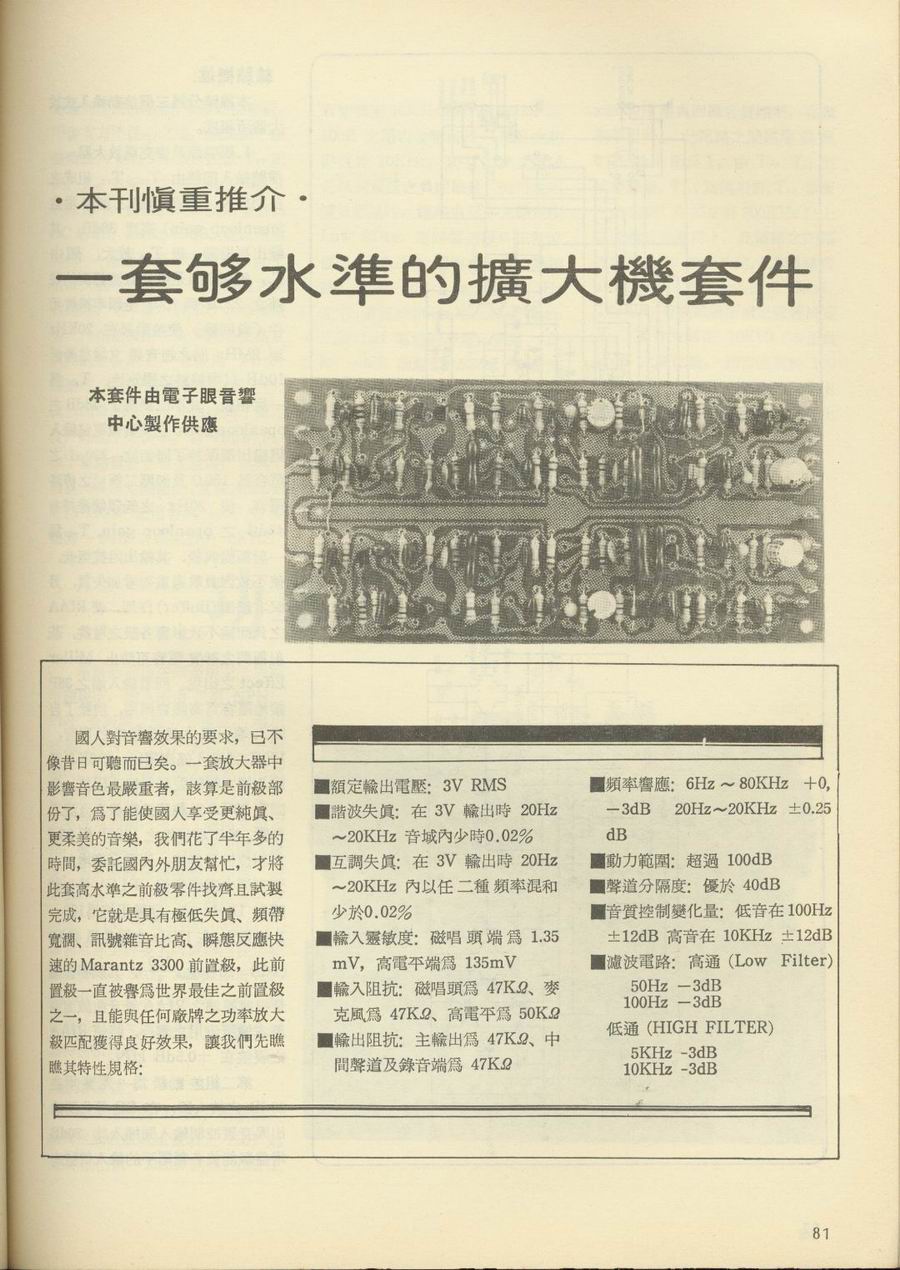 ·本刊愼重推介·
一套够水準的擴大機套件
本套件由電子眼音響
中心製作供應
國人對音響效果的要求，已不
像昔日可聽而已矣。一套放大器中
影響音色最嚴重者，該算是前級部
份了，爲了能使國人享受更純眞、
更柔美的音樂，我們花了半年多的
時間，委託國內外朋友幫忙，才將
此套高水準之前級零件找齊且試製
完成，它就是具有極低失眞、頻帶
寬濶、訊號雜音比高、瞬態反應快
速的 Marantz 3300 前置級，此前
置級一直被譽爲世界最佳之前置級
之一，且能與任何廠牌之功率放大
級匹配獲得良好效果，讓我們先瞧
瞧其特性規格:
■額定輸出電壓: 3V RMS
■諧波失眞: 在 3V 輸出時 20Hz
～20KHz 音域內少時0.02%
■互調失眞: 在 3V 輸出時 20Hz
～20KHz 內以任二種頻率混和
少於0.02%
■輸入靈敏度: 磁唱頭端爲 1.35
mV，高電平端爲 135mV
■輸入阻抗: 磁唱頭爲 47KΩ、麥
克風爲 47KΩ、高電平爲 50KΩ
■輸出阻抗: 主輸出爲 47KΩ、中
間聲道及錄音端爲 47KΩ
■頻率響應: 6Hz ～ 80KHz +0,
－3dB 20Hz～20KHz ±0.25
dB
■動力範圍: 超過 100dB
■聲道分隔度: 優於 40dB
■音質控制變化量: 低音在100Hz
±12dB 高音在 10KHz ±12dB
■濾波電路: 高通 (Low Filter)
50Hz －3dB
100Hz －3dB
低通 (HIGH FILTER)
5KHz -3dB
10KHz -3dB
81